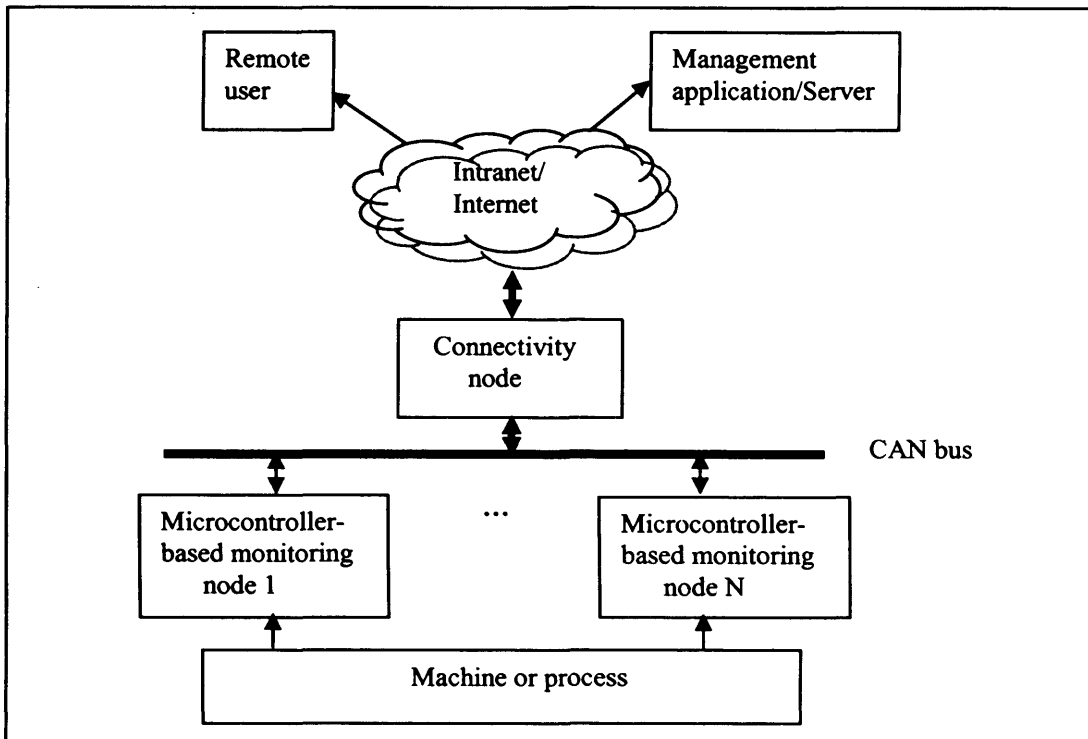 Remote
user
Management
application/Server
Intranet/
Internet
Connectivity
node
CAN bus
Microcontroller-
based monitoring
node 1
...
Microcontroller-
based monitoring
node N
Machine or process